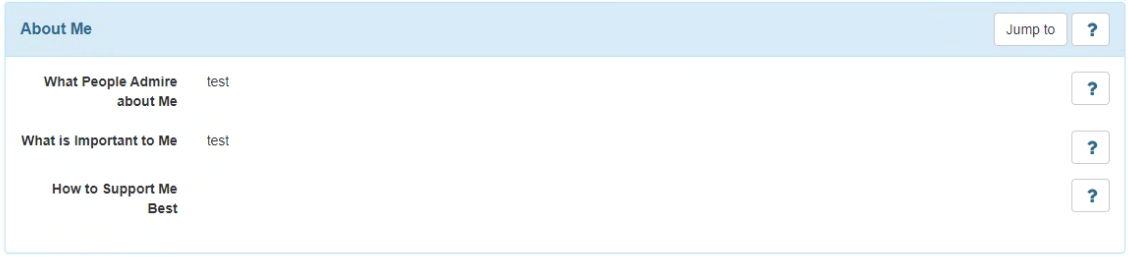 About Me
Jump to
?
What People Admire
about Me
test
?
What is Important to Me
test
?
How to Support Me
Best
?